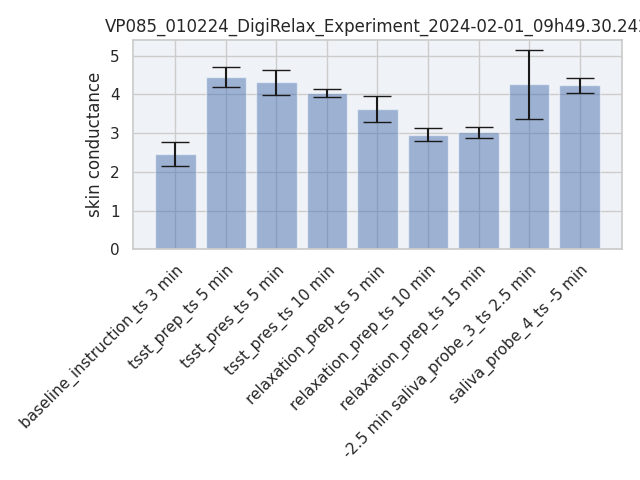 VP085_010224_DigiRelax_Experiment_2024-02-01_09h49.30.24
skin conductance
5
4
3
2
1
0
baseline_instruction_ts 3 min
tsst_prep_ts 5 min
tsst_pres_ts 5 min
tsst_pres_ts 10 min
relaxation_prep_ts 5 min
relaxation_prep_ts 10 min
relaxation_prep_ts 15 min
-2.5 min saliva_probe_3_ts 2.5 min
saliva_probe_4_ts -5 min